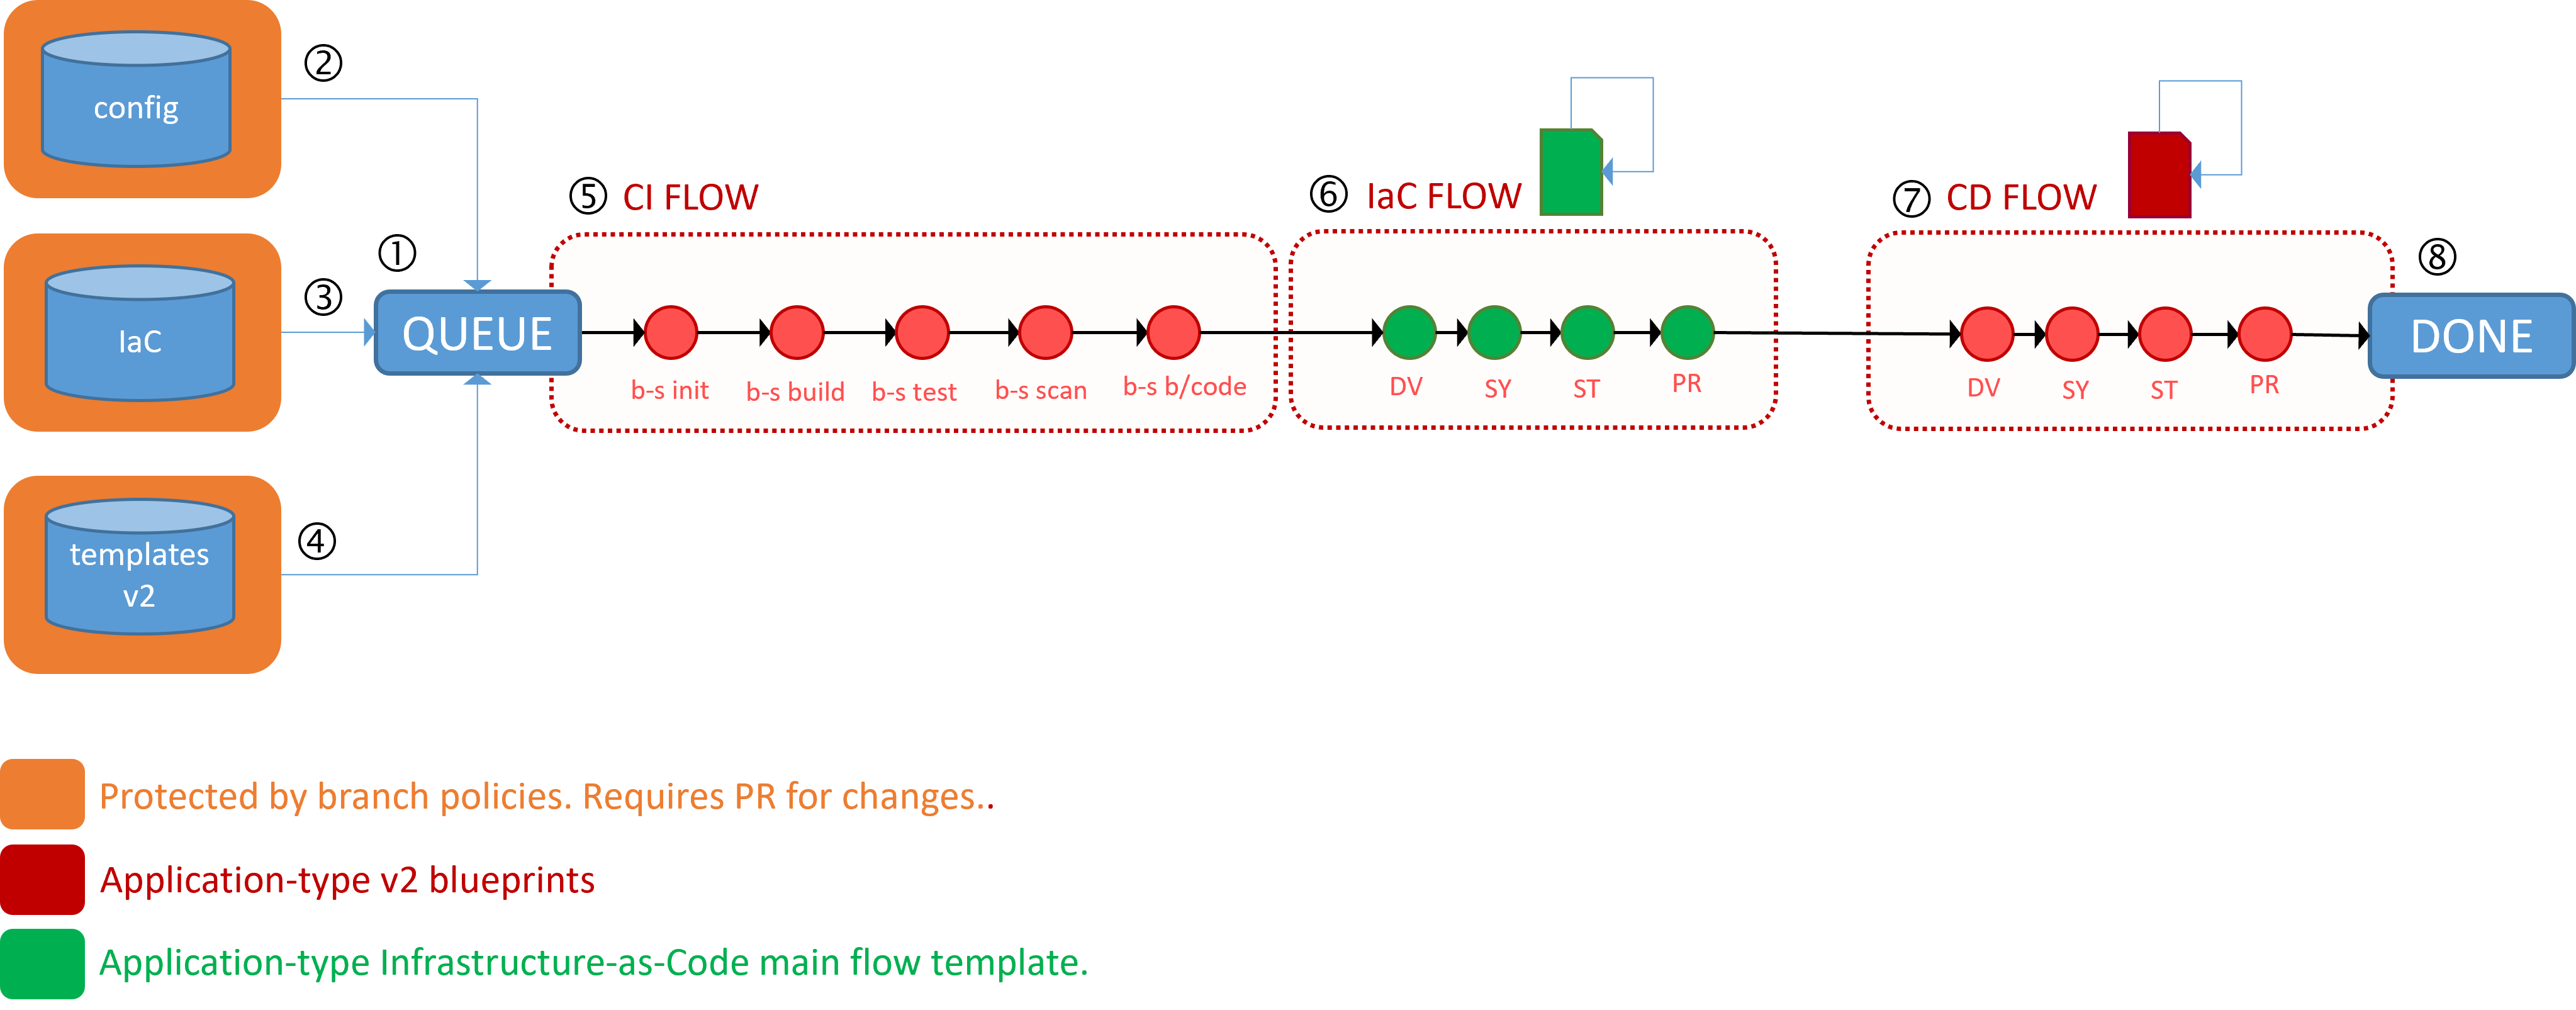 config
②
IaC
③
templates
v2
④
①
QUEUE
⑤ CI FLOW
b-s init
b-s build
b-s test
b-s scan
b-s b/code
⑥ IaC FLOW
DV
SY
ST
PR
⑦ CD FLOW
DV
SY
ST
PR
⑧
DONE
Protected by branch policies. Requires PR for changes..
Application-type v2 blueprints
Application-type Infrastructure-as-Code main flow template.